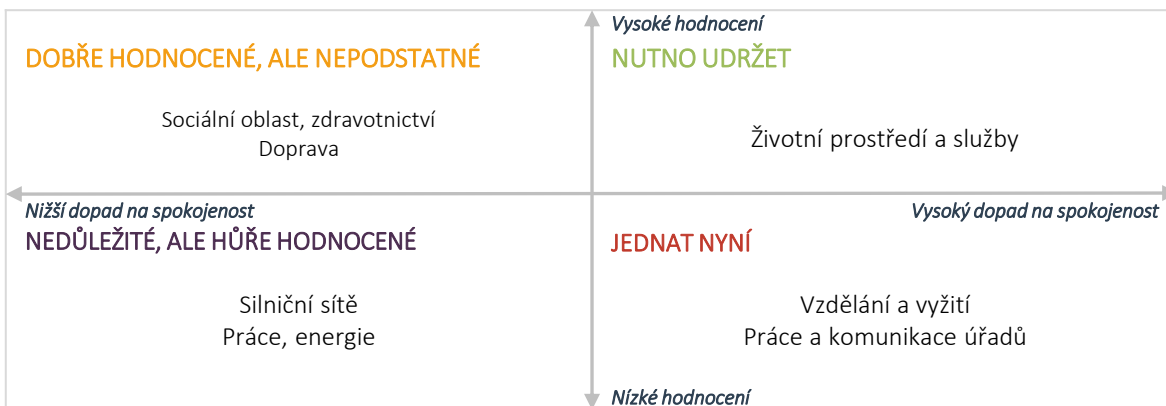 Vysoké hodnocení
DOBŘE HODNOCENÉ, ALE NEPODSTATNÉ
NUTNO UDRŽET
Sociální oblast, zdravotnictví
Doprava
Životní prostředí a služby
Nižší dopad na spokojenost
Vysoký dopad na spokojenost
NEDŮLEŽITÉ, ALE HŮŘE HODNOCENÉ
JEDNAT NYNÍ
Silniční sítě
Práce, energie
Vzdělání a vyžití
Práce a komunikace úřadů
Nízké hodnocení